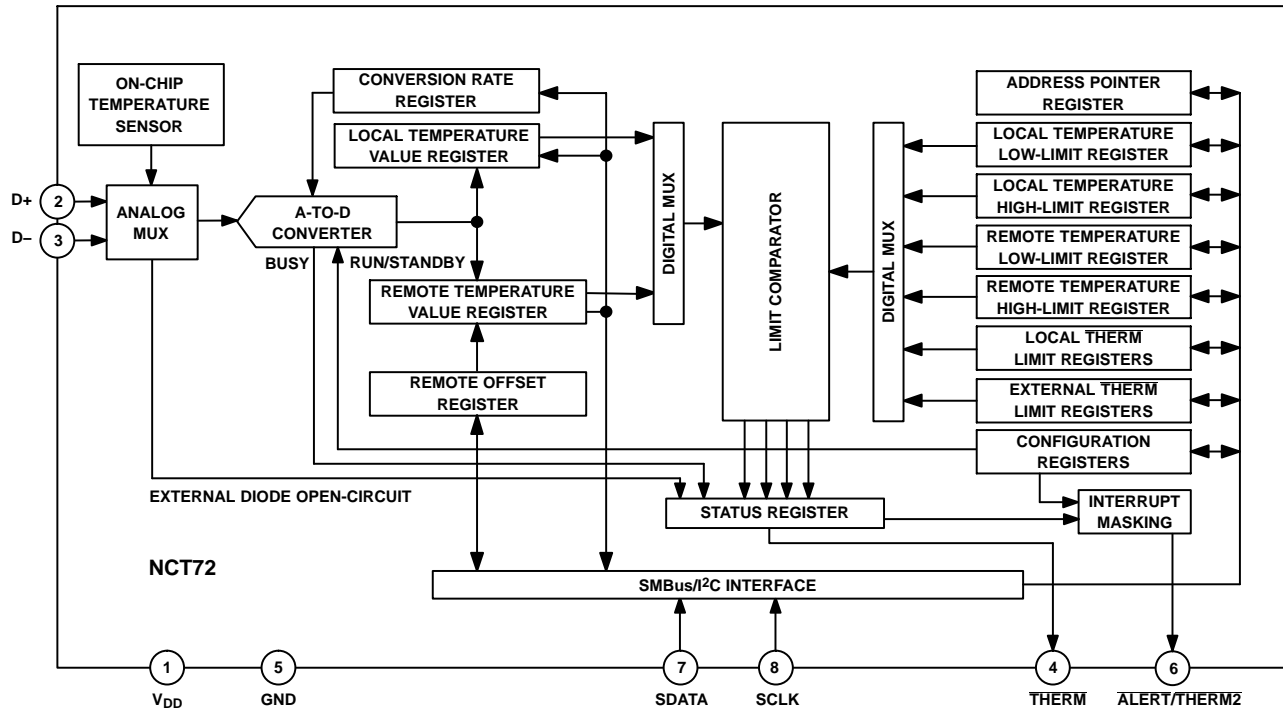 ON-CHIP
TEMPERATURE
SENSOR
CONVERSION RATE
REGISTER
ADDRESS POINTER
REGISTER
LOCAL TEMPERATURE
VALUE REGISTER
LOCAL TEMPERATURE
LOW-LIMIT REGISTER
D+
2
D–
3
ANALOG
MUX
A-TO-D
CONVERTER
BUSY
RUN/STANDBY
DIGITAL MUX
LIMIT COMPARATOR
DIGITAL MUX
LOCAL TEMPERATURE
HIGH-LIMIT REGISTER
REMOTE TEMPERATURE
LOW-LIMIT REGISTER
REMOTE TEMPERATURE
VALUE REGISTER
REMOTE TEMPERATURE
HIGH-LIMIT REGISTER
LOCAL THERM
LIMIT REGISTERS
REMOTE OFFSET
REGISTER
EXTERNAL THERM
LIMIT REGISTERS
CONFIGURATION
REGISTERS
EXTERNAL DIODE OPEN-CIRCUIT
STATUS REGISTER
INTERRUPT
MASKING
NCT72
SMBus/I²C INTERFACE
1
5
7
8
4
6
VDD
GND
SDATA
SCLK
THERM
ALERT/THERM2